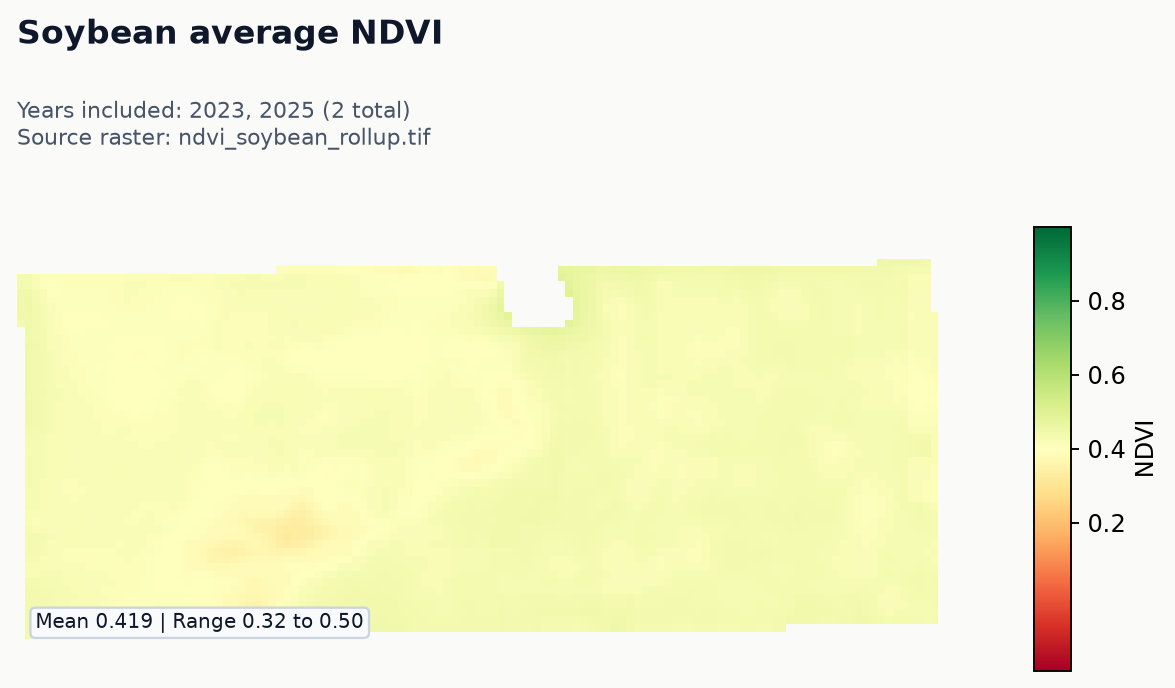 Soybean average NDVI
Years included: 2023, 2025 (2 total)
Source raster: ndvi_soybean_rollup.tif
0.8
0.6
0.4
0.2
NDVI
Mean 0.419 | Range 0.32 to 0.50